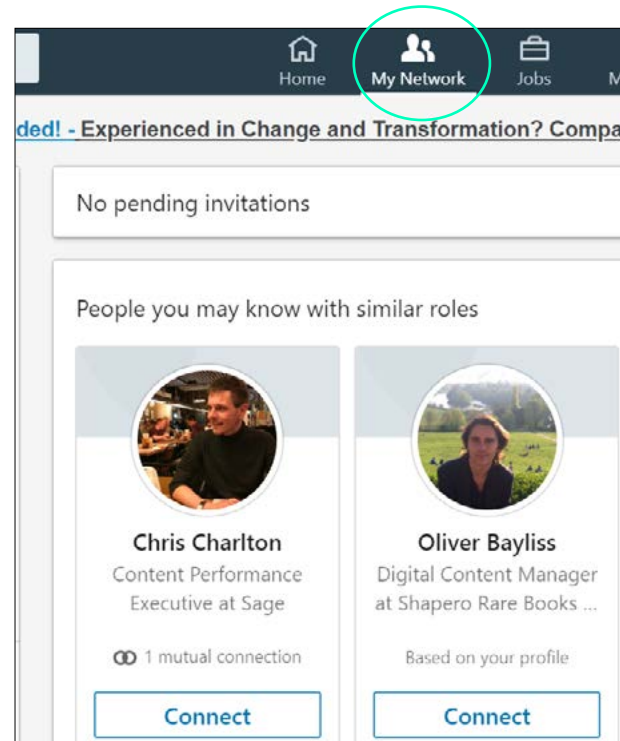 Home My Network Jobs M
ded! - Experienced in Change and Transformation? Compa
No pending invitations
People you may know with similar roles
Chris Charlton
Content Performance
Executive at Sage
1 mutual connection
Connect
Oliver Bayliss
Digital Content Manager
at Shapero Rare Books ...
Based on your profile
Connect